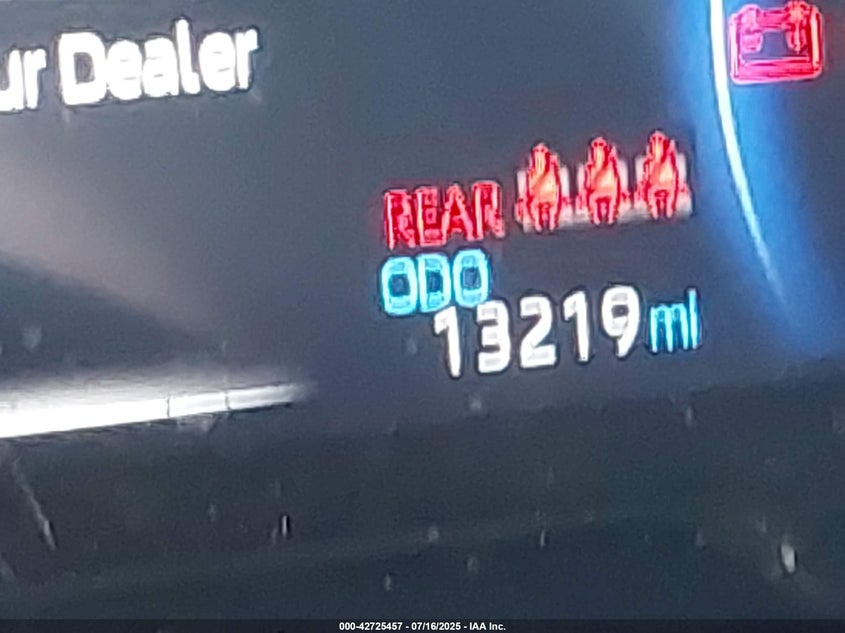 ur Dealer
REAR
ODO
13219 mi
000-42725457 - 07/16/2025 - IAA Inc.